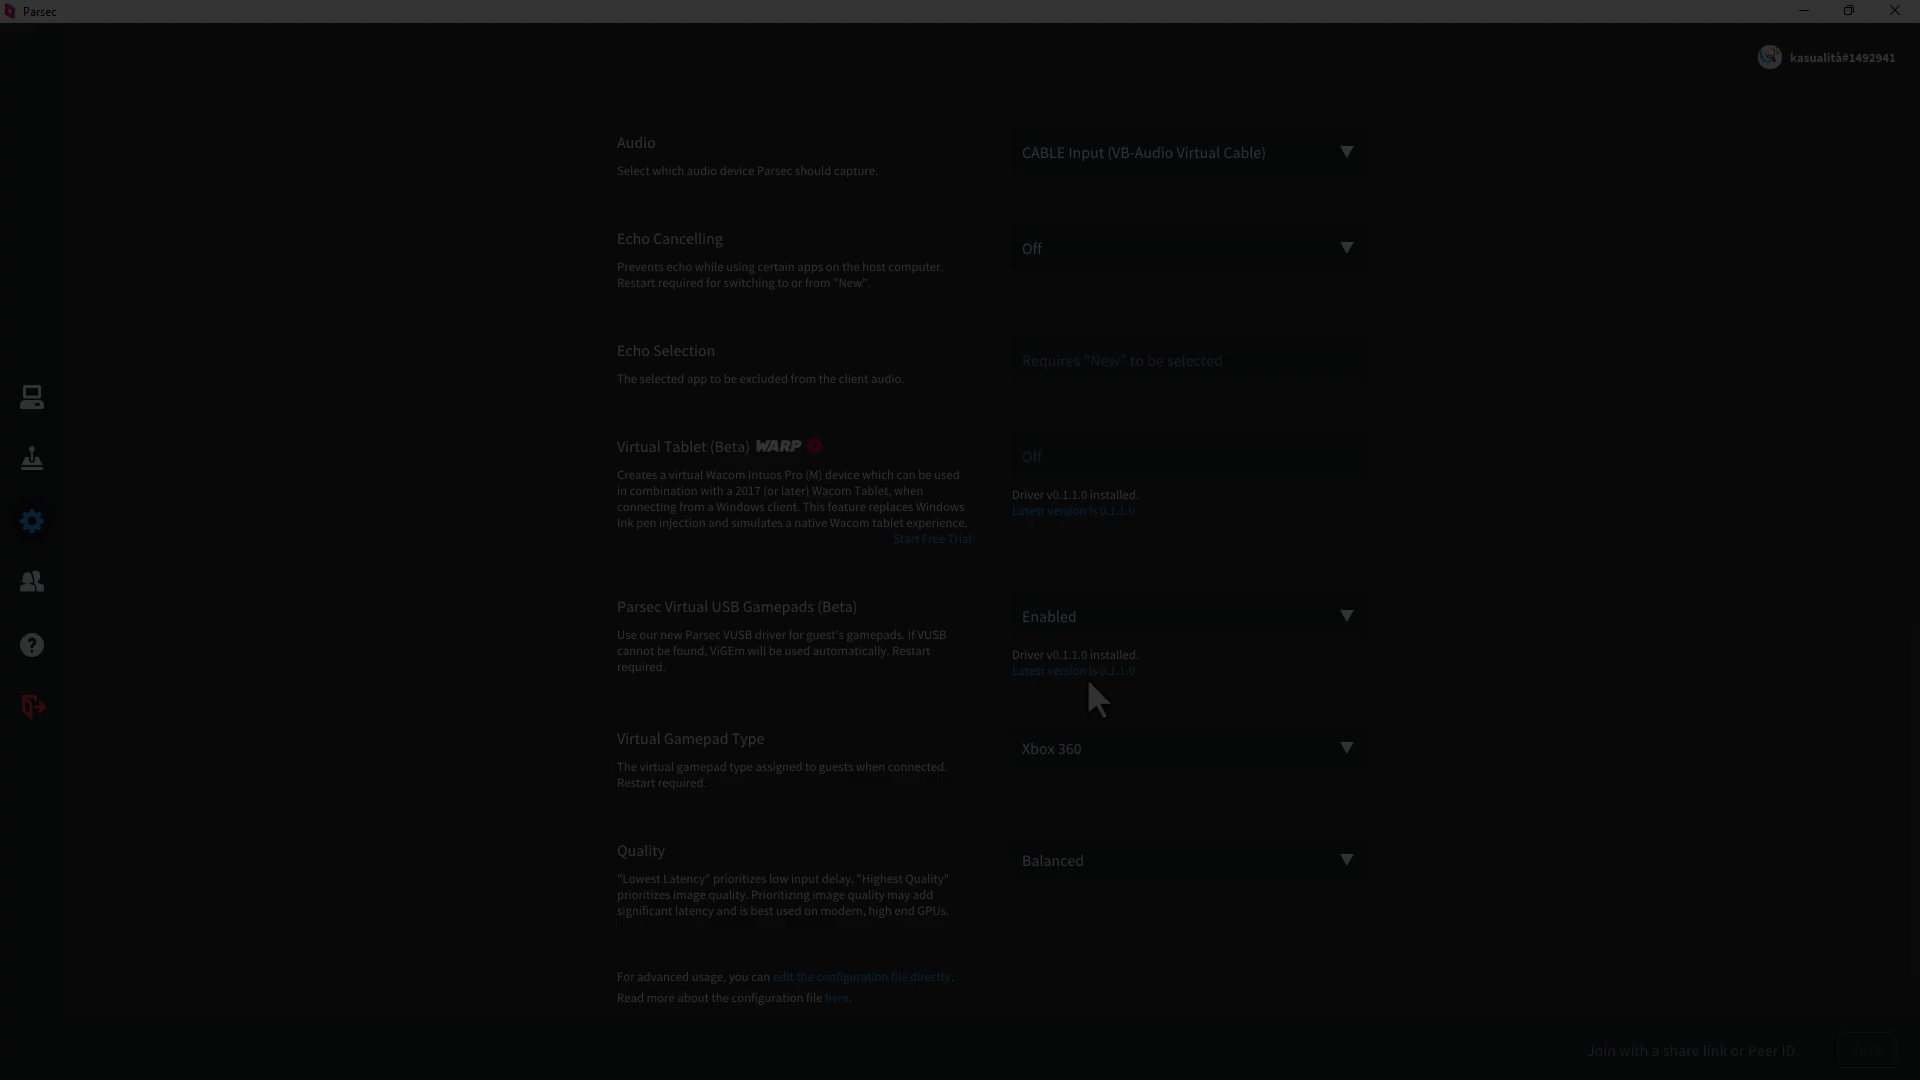 Parsec
kasualità#1492941
Audio
CABLE Input (VB-Audio Virtual Cable)
Select which audio device Parsec should capture.
Echo Cancelling
Off
Prevents echo while using certain apps on the host computer.
Restart required for switching to or from "New".
Echo Selection
Requires "New" to be selected
The selected app to be excluded from the client audio.
Virtual Tablet (Beta) WARP
Off
Creates a virtual Wacom Intuos Pro (M) device which can be used
in combination with a 2017 (or later) Wacom Tablet, when
connecting from a Windows client. This feature replaces Windows
Ink pen injection and simulates a native Wacom tablet experience.
Start Free Trial
Driver v0.1.1.0 installed.
Latest version is 0.1.1.0
Parsec Virtual USB Gamepads (Beta)
Enabled
Use our new Parsec VUSB driver for guest's gamepads. If VUSB
cannot be found, ViGEm will be used automatically. Restart
required.
Driver v0.1.1.0 installed.
Latest version is 0.1.1.0
Virtual Gamepad Type
Xbox 360
The virtual gamepad type assigned to guests when connected.
Restart required.
Quality
Balanced
"Lowest Latency" prioritizes low input delay, "Highest Quality"
prioritizes image quality. Prioritizing image quality may add
significant latency and is best used on modern, high end GPUs.
For advanced usage, you can edit the configuration file directly.
Read more about the configuration file here.
Join with a share link or Peer ID.